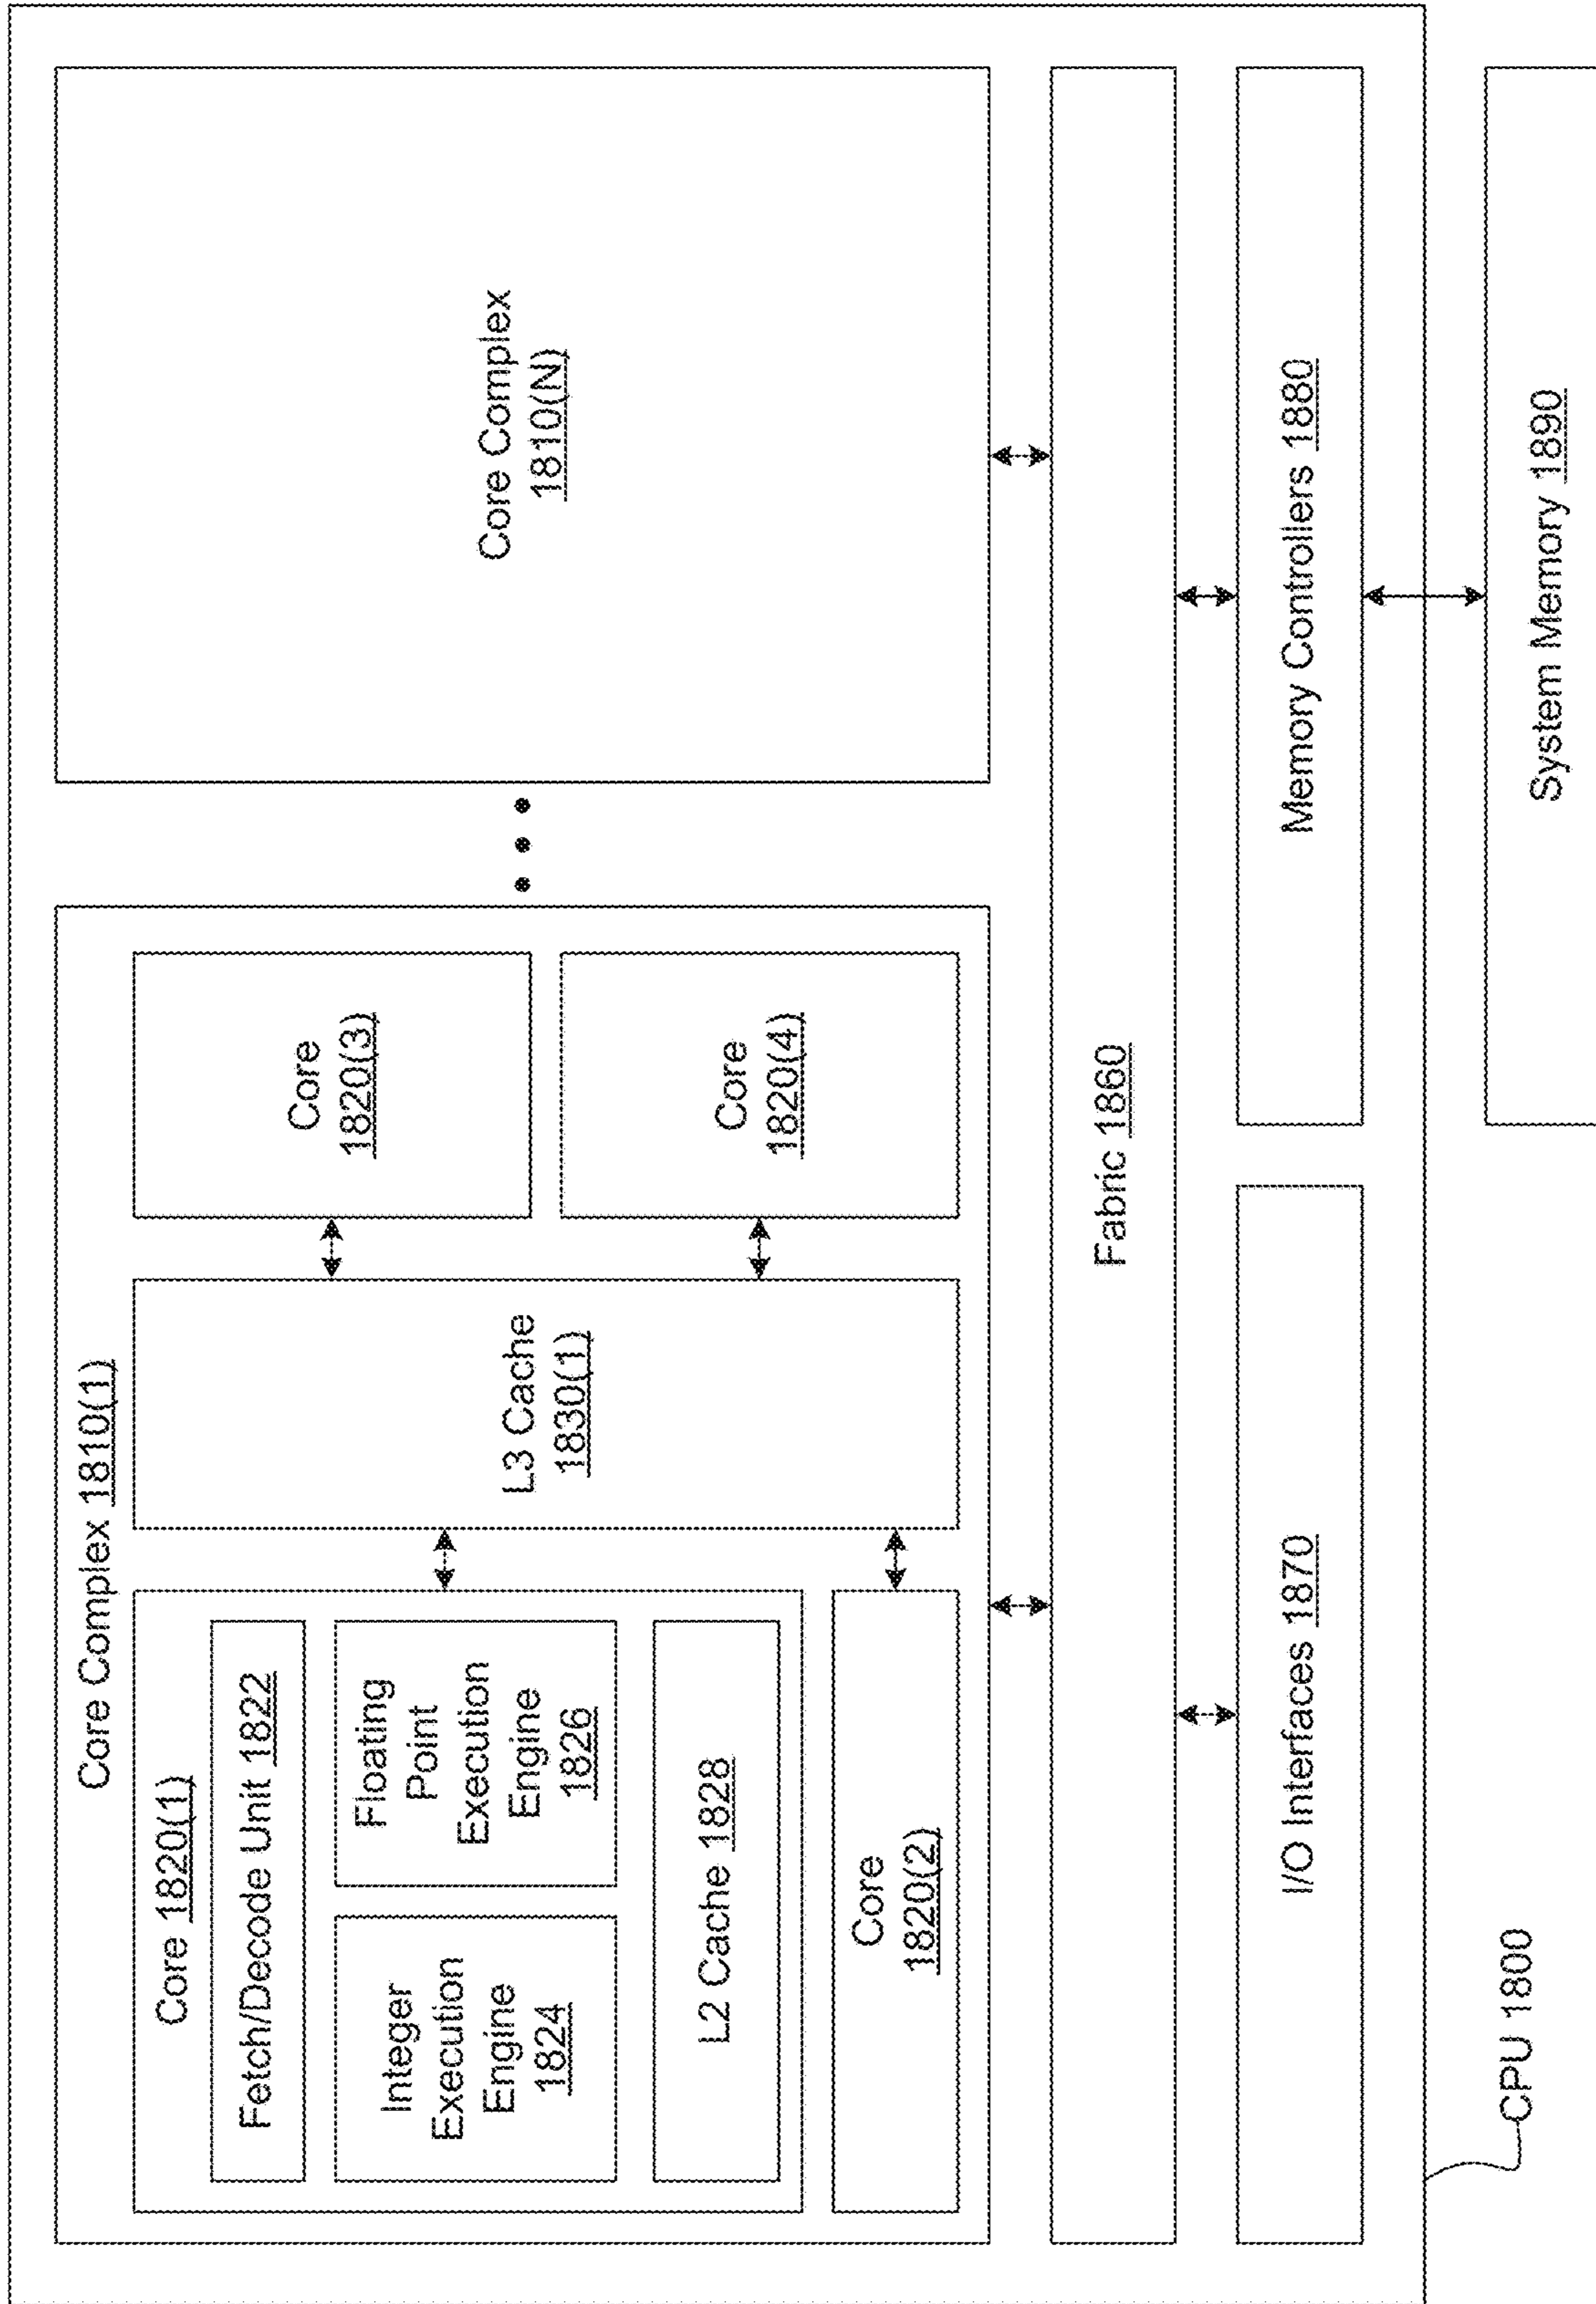 Core Complex 1810(1)
Core 1820(1)
Fetch/Decode Unit 1822
Integer
Execution
Engine
1824
Floating
Point
Execution
Engine
1826
L2 Cache 1828
Core
1820(2)
L3 Cache
1830(1)
Core
1820(3)
Core
1820(4)
Core Complex
1810(N)
Fabric 1860
I/O Interfaces 1870
Memory Controllers 1880
CPU 1800
System Memory 1890